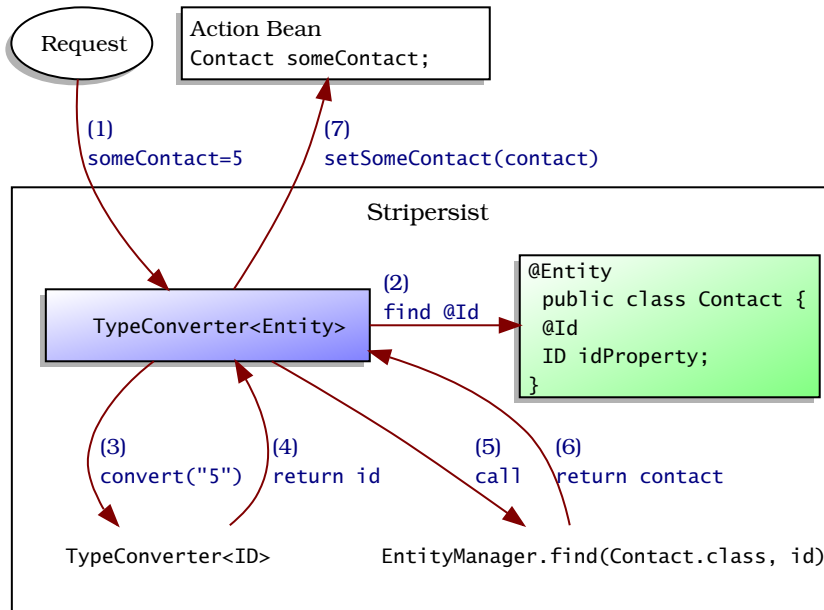 Request
Action Bean
Contact someContact;
(1)
someContact=5
(7)
setSomeContact(contact)
Stripersist
TypeConverter<Entity>
(2)
find @Id
@Entity
public class Contact {
@Id
ID idProperty;
}
(3)
convert("5")
(4)
return id
(5)
call
(6)
return contact
TypeConverter<ID>
EntityManager.find(Contact.class, id)